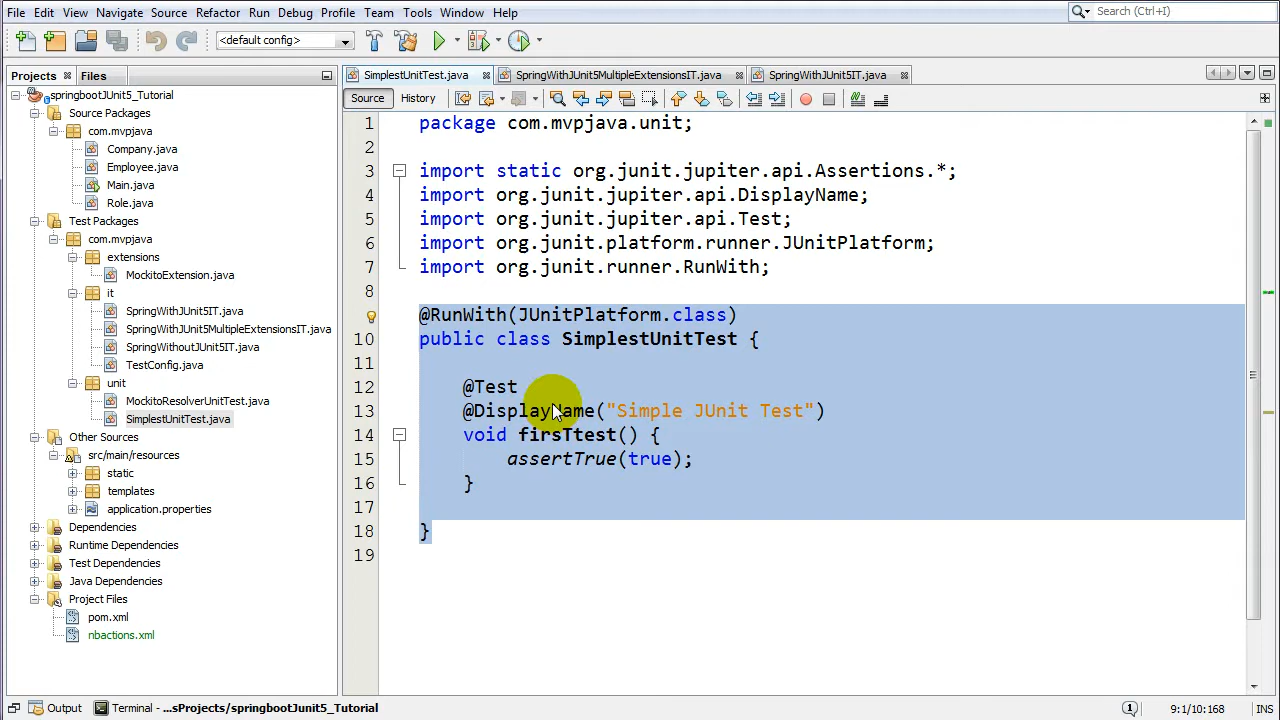 File Edit View Navigate Source Refactor Run Debug Profile Team Tools Window Help
Search (Ctrl+I)
<default config>
Projects Files
springbootJUnit5_Tutorial
Source Packages
com.mvpjava
Company.java
Employee.java
Main.java
Role.java
Test Packages
com.mvpjava
extensions
MockitoExtension.java
it
SpringWithJUnit5IT.java
SpringWithJUnit5MultipleExtensionsIT.java
SpringWithoutJUnit5IT.java
TestConfig.java
unit
MockitoResolverUnitTest.java
SimplestUnitTest.java
Other Sources
src/main/resources
static
templates
application.properties
Dependencies
Runtime Dependencies
Test Dependencies
Java Dependencies
Project Files
pom.xml
nbactions.xml
SimplestUnitTest.java SpringWithJUnit5MultipleExtensionsIT.java SpringWithJUnit5IT.java
Source History
1 package com.mvpjava.unit;
2
3 import static org.junit.jupiter.api.Assertions.*;
4 import org.junit.jupiter.api.DisplayName;
5 import org.junit.jupiter.api.Test;
6 import org.junit.platform.runner.JUnitPlatform;
7 import org.junit.runner.RunWith;
8
@RunWith(JUnitPlatform.class)
10 public class SimplestUnitTest {
11
12 @Test
13 @DisplayName("Simple JUnit Test")
14 void firsTtest() {
15 assertTrue(true);
16 }
17
18 }
19
Output Terminal - ...sProjects/springbootJunit5_Tutorial 1 9:1/10:168 INS